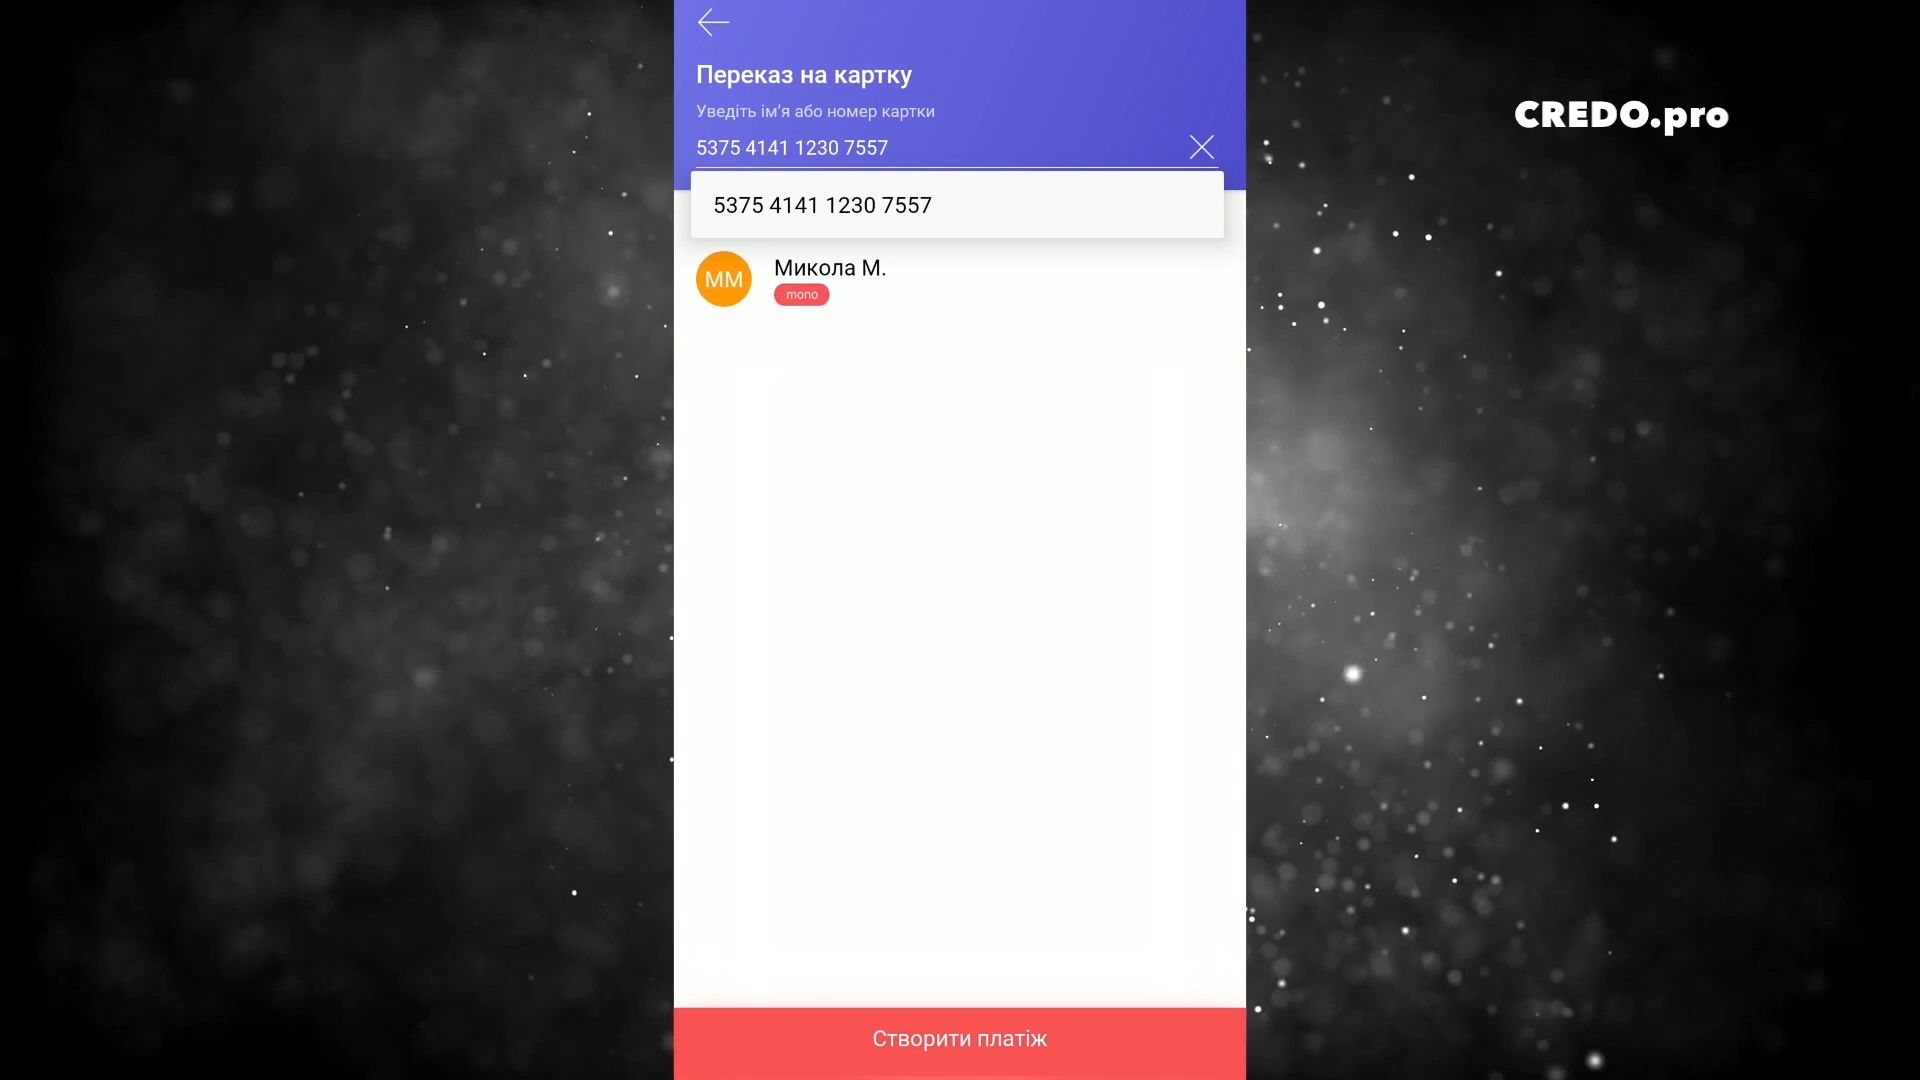 Переказ на картку
Уведіть ім’я або номер картки
5375 4141 1230 7557
5375 4141 1230 7557
ММ
Микола М.
mono
Створити платіж
CREDO.pro